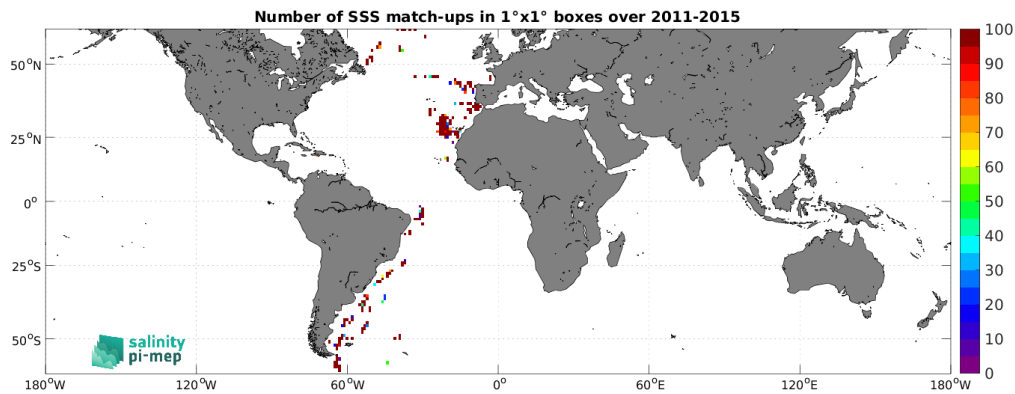 Number of SSS match-ups in 1°x1° boxes over 2011-2015
50°N
25°N
0°
25°S
50°S
180°W
120°W
60°W
0°
60°E
120°E
180°W
100
90
80
70
60
50
40
30
20
10
0
salinity
pi-mep